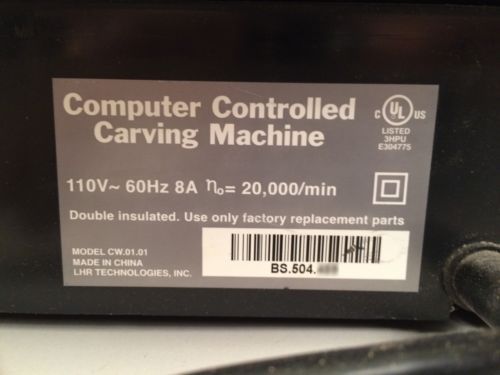 Computer Controlled
Carving Machine
C UL US
LISTED
3HPU
E304775
110V~ 60Hz 8A ηo= 20,000/min
Double insulated. Use only factory replacement parts
MODEL CW.01.01
MADE IN CHINA
LHR TECHNOLOGIES, INC.
BS.504.